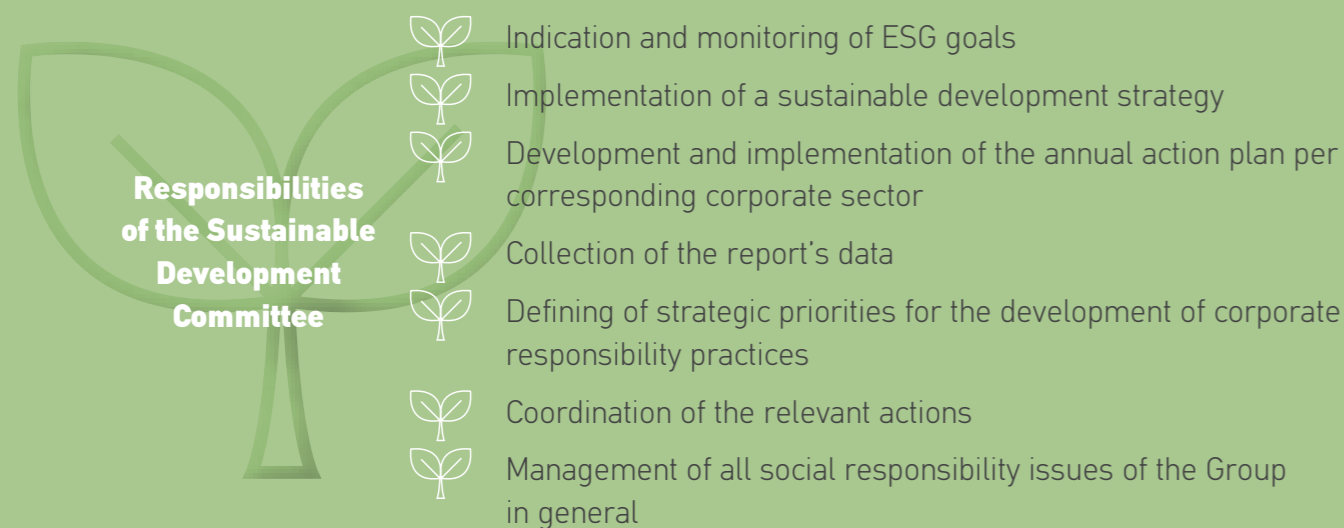 Responsibilities
of the Sustainable
Development
Committee
Indication and monitoring of ESG goals
Implementation of a sustainable development strategy
Development and implementation of the annual action plan per
corresponding corporate sector
Collection of the report's data
Defining of strategic priorities for the development of corporate
responsibility practices
Coordination of the relevant actions
Management of all social responsibility issues of the Group
in general